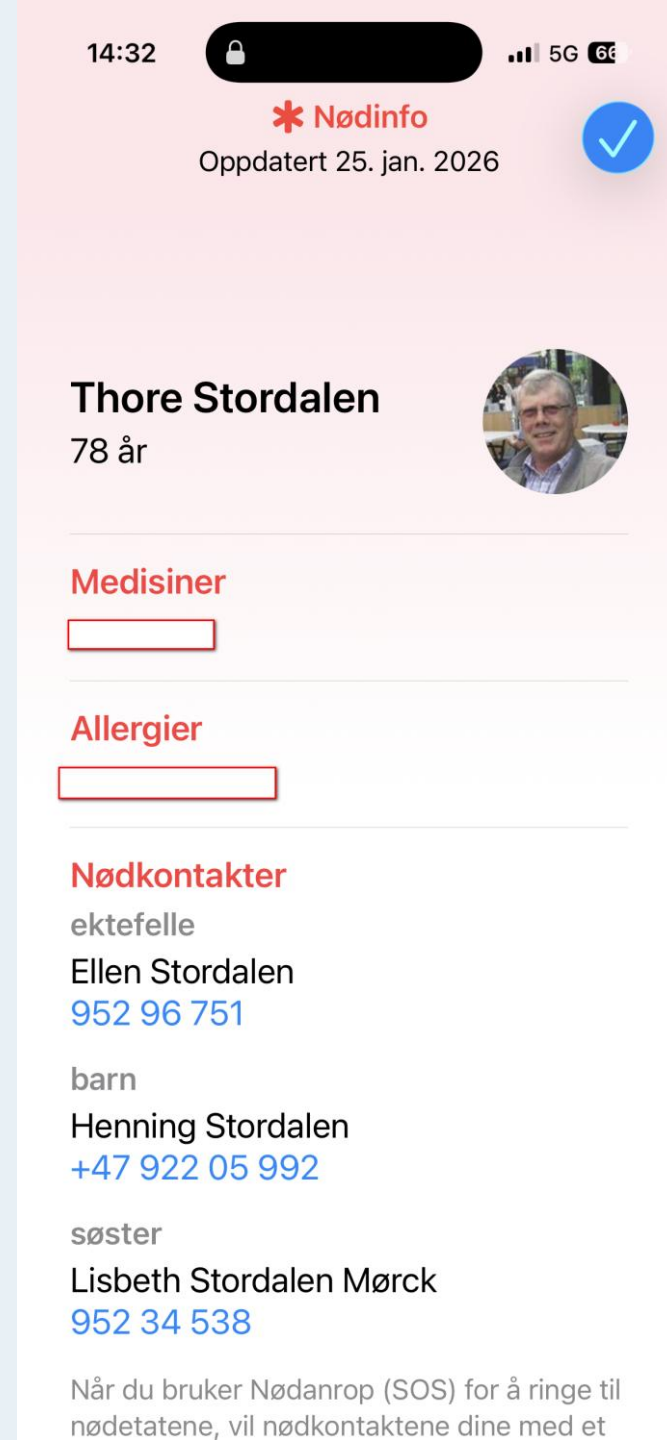 14:32
5G 66
Nødinfo
Oppdatert 25. jan. 2026
Thore Stordalen
78 år
Medisiner
Allergier
Nødkontakter
ektefelle
Ellen Stordalen
952 96 751
barn
Henning Stordalen
+47 922 05 992
søster
Lisbeth Stordalen Mørck
952 34 538
Når du bruker Nødanrop (SOS) for å ringe til
nødetatene, vil nødkontaktene dine med et